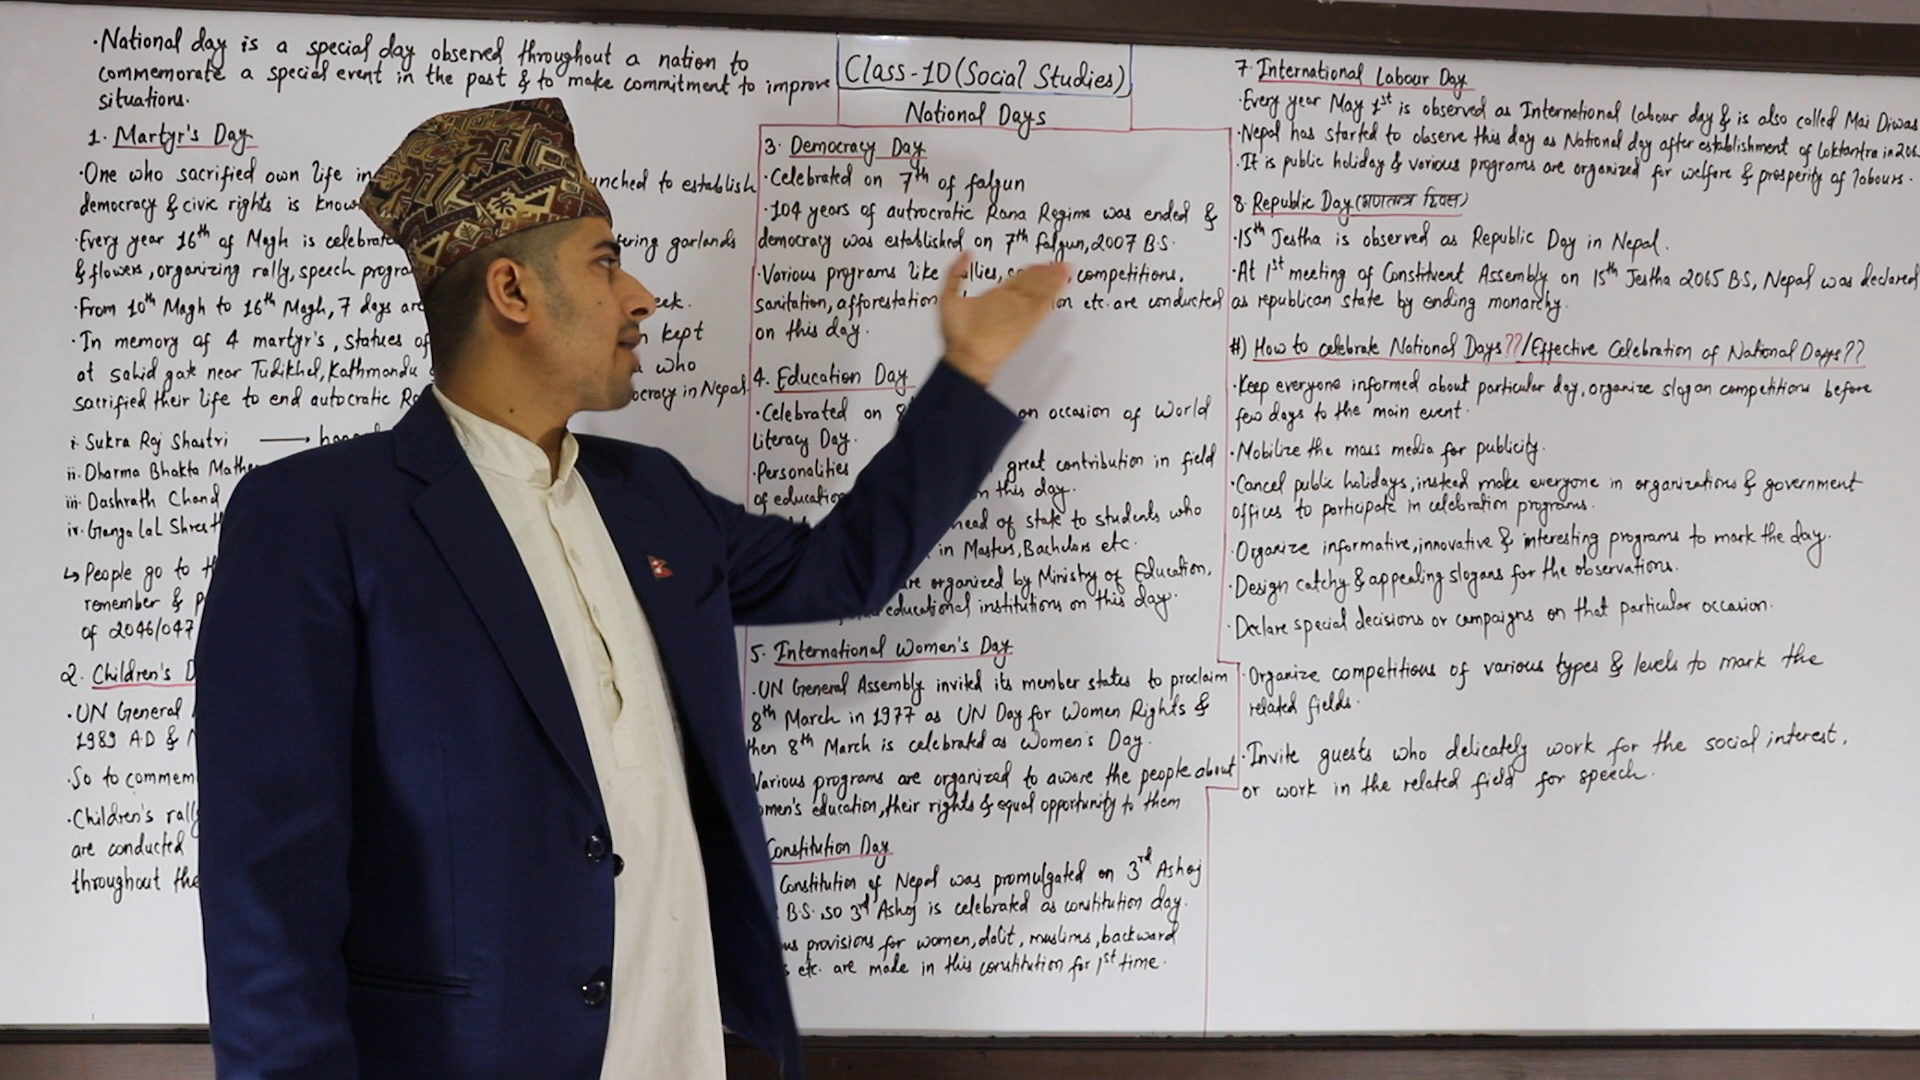 ·National day is a special day observed throughout a nation to
commemorate a special event in the past & to make commitment to improve
situations.
1. Martyr's Day
·One who sacrified own life in unched to establish
democracy & civic rights is
·Every year 16th of Magh is ering garlands
& flowers, organizing rally, speech
·From 10th Magh to 16th Magh, 7 days are eek.
·In memory of 4 martyr's, statues of kept
at sahid gate near Tudikhel, Kathmandu who
sacrified their life to end autocratic ocracy in Nepal.
i. Sukra Raj Shastri →
ii. Dharma Bhakta
iii. Dashrath Chand
iv. Ganga Lal
↳ People go to
remember &
of 2046/047
2. Children's
·UN General
1989 AD &
·So to
·Children's
are conducted
throughout the
Class-10 (Social Studies)
National Days
3. Democracy Day
·Celebrated on 7th of falgun
·104 years of autrocratic Rana Regime was ended &
democracy was established on 7th falgun, 2007 B.S.
·Various programs like competitions,
sanitation, afforestation etc. are conducted
on this day.
4. Education Day
·Celebrated on on occasion of World
Literacy Day.
·Personalities great contribution in field
of this day.
head of state to students who
in Masters, Bachelors etc.
are organized by Ministry of Education,
educational institutions on this day.
5. International Women's Day
·UN General Assembly invited its member states to proclaim
8th March in 1977 as UN Day for Women Rights &
then 8th March is celebrated as Women's Day.
Various programs are organized to aware the people about
omen's education, their rights & equal opportunity to them
Constitution Day
Constitution of Nepal was promulgated on 3rd Ashoj
B.S. so 3rd Ashoj is celebrated as constitution day.
us provisions for women, dalit, muslims, backward
etc. are made in this constitution for 1st time.
7. International Labour Day
·Every year May 1st is observed as International labour day & is also called Mai Diwas
·Nepal has started to observe this day as National day after establishment of Loktantra in
·It is public holiday & various programs are organized for welfare & prosperity of labours.
8. Republic Day (गणतन्त्र दिवस)
·15th Jestha is observed as Republic Day in Nepal.
·At 1st meeting of Constituent Assembly on 15th Jestha 2065 BS, Nepal was declared
as republican state by ending monarchy.
#) How to celebrate National Days??/Effective Celebration of National Days??
·Keep everyone informed about particular day, organize slogan competitions before
few days to the main event.
·Mobilize the mass media for publicity.
·Cancel public holidays, instead make everyone in organizations & government
offices to participate in celebration programs.
·Organize informative, innovative & interesting programs to mark the day.
·Design catchy & appealing slogans for the observations.
·Declare special decisions or campaigns on that particular occasion.
·Organize competitions of various types & levels to mark the
related fields.
·Invite guests who delicately work for the social interest,
or work in the related field for speech.